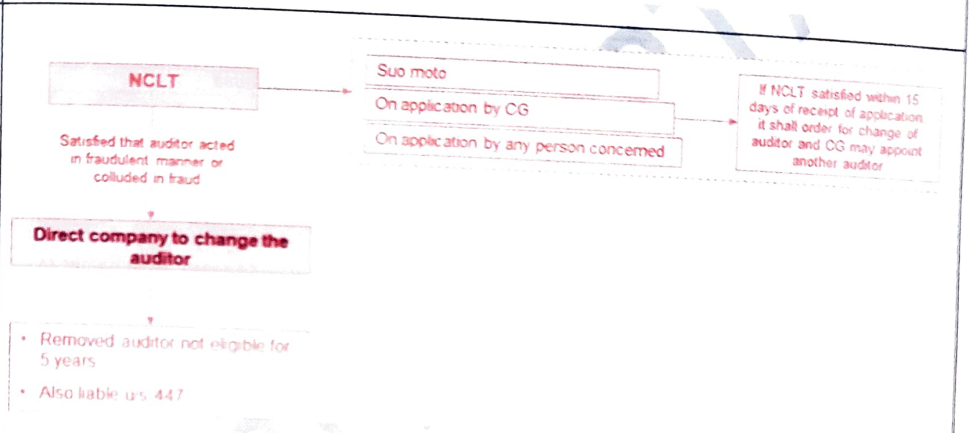 NCLT
Suo moto
On application by CG
On application by any person concerned
If NCLT satisfied within 15
days of receipt of application
it shall order for change of
auditor and CG may appoint
another auditor
Satisfied that auditor acted
in fraudulent manner or
colluded in fraud
Direct company to change the
auditor
• Removed auditor not eligible for
5 years
• Also liable u/s 447